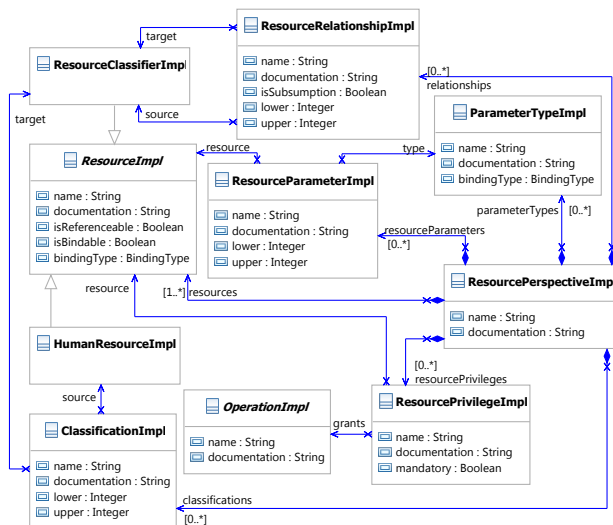 ResourceRelationshipImpl
name : String
documentation : String
isSubsumption : Boolean
lower : Integer
upper : Integer
target
source
ResourceClassifierImpl
target
[0..*]
relationships
ParameterTypeImpl
name : String
documentation : String
bindingType : BindingType
ResourceImpl
name : String
documentation : String
isReferenceable : Boolean
isBindable : Boolean
bindingType : BindingType
resource
type
ResourceParameterImpl
name : String
documentation : String
lower : Integer
upper : Integer
parameterTypes
[0..*]
resourceParameters
[0..*]
ResourcePerspectiveImpl
name : String
documentation : String
resource
[1..*] resources
HumanResourceImpl
source
[0..*]
resourcePrivileges
OperationImpl
name : String
documentation : String
grants
ResourcePrivilegeImpl
name : String
documentation : String
mandatory : Boolean
ClassificationImpl
name : String
documentation : String
lower : Integer
upper : Integer
classifications
[0..*]